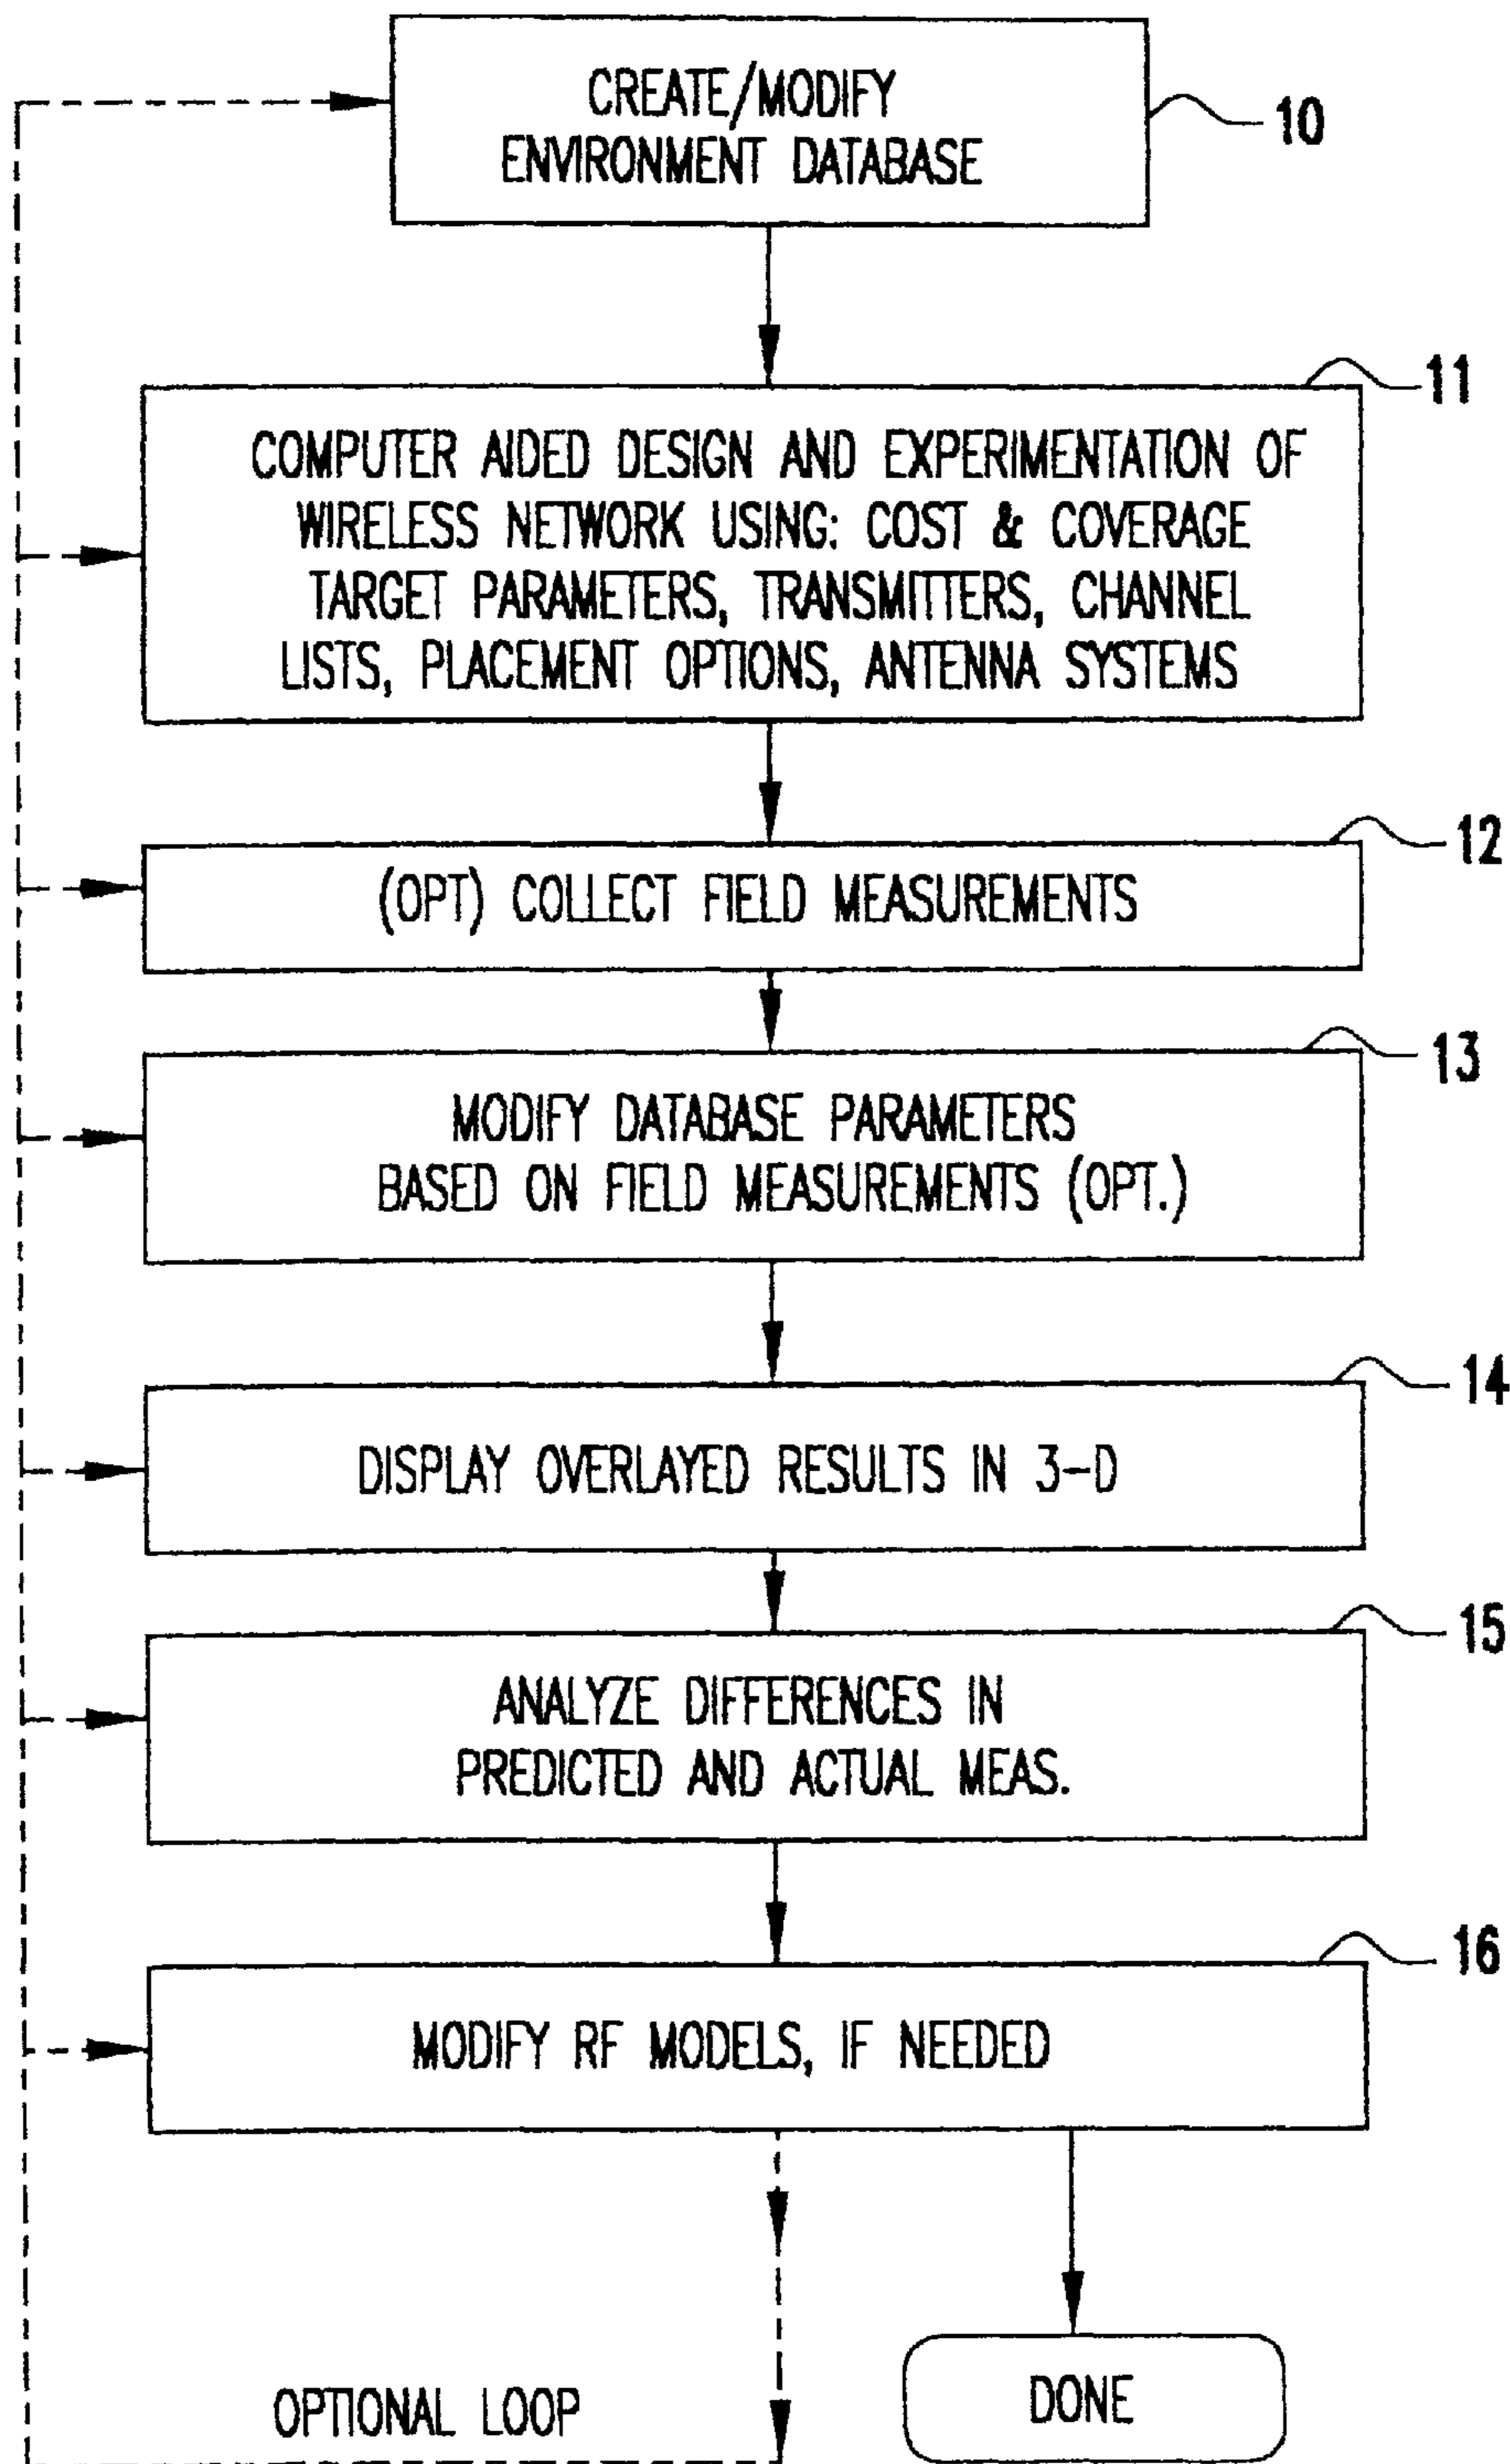 CREATE/MODIFY
ENVIRONMENT DATABASE
10
11
COMPUTER AIDED DESIGN AND EXPERIMENTATION OF
WIRELESS NETWORK USING: COST & COVERAGE
TARGET PARAMETERS, TRANSMITTERS, CHANNEL
LISTS, PLACEMENT OPTIONS, ANTENNA SYSTEMS
12
(OPT) COLLECT FIELD MEASUREMENTS
13
MODIFY DATABASE PARAMETERS
BASED ON FIELD MEASUREMENTS (OPT.)
14
DISPLAY OVERLAYED RESULTS IN 3-D
15
ANALYZE DIFFERENCES IN
PREDICTED AND ACTUAL MEAS.
16
MODIFY RF MODELS, IF NEEDED
OPTIONAL LOOP
DONE